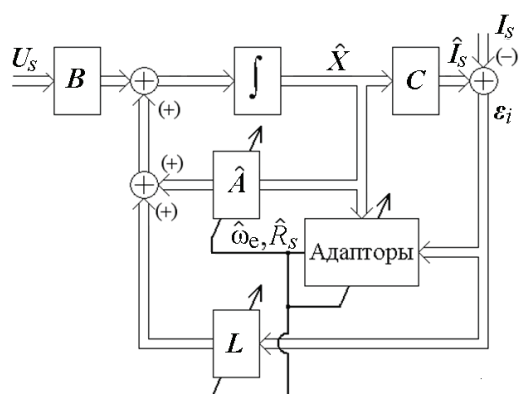 I_s
U_s
B
∫
X̂
C
Î_s
(−)
(+)
ε_i
(+)
Â
(+)
ω̂_e, R̂_s
Адапторы
L